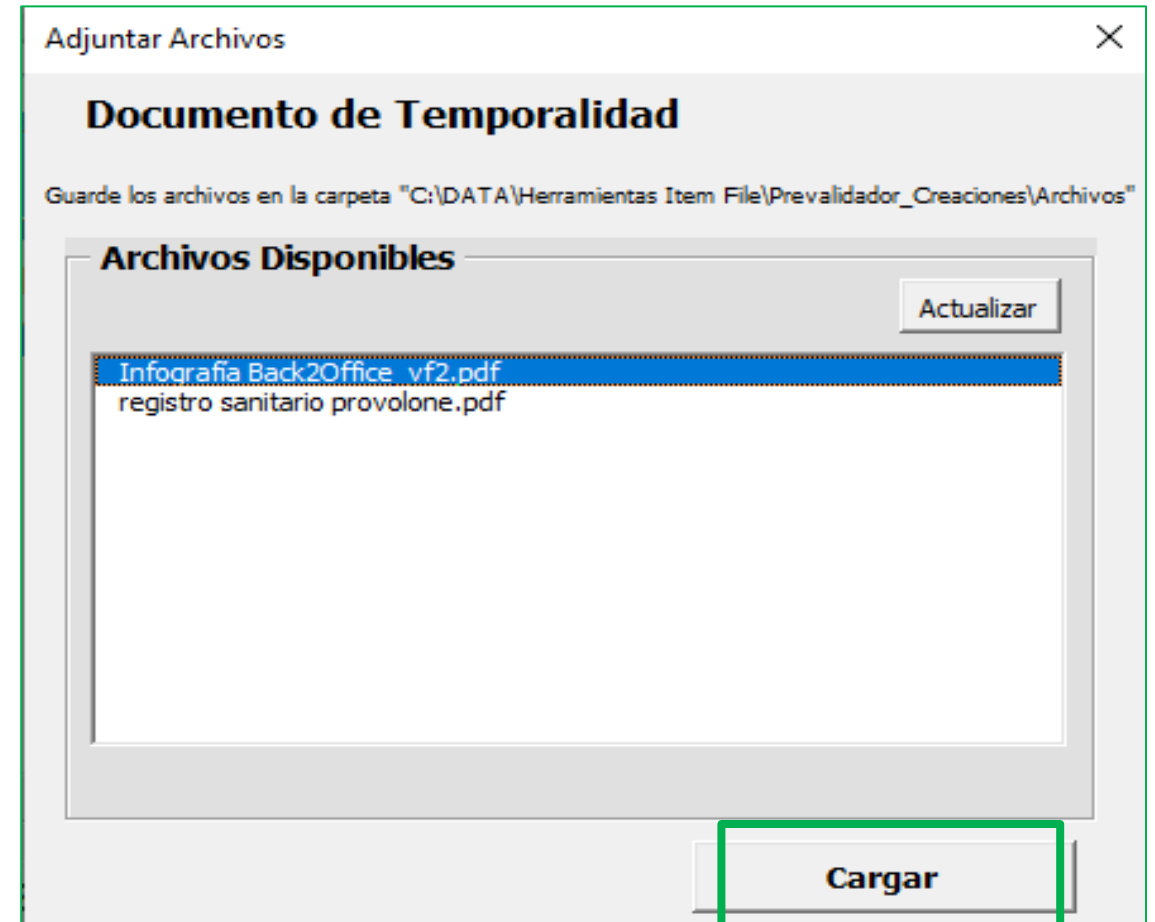 Adjuntar Archivos
Documento de Temporalidad
Guarde los archivos en la carpeta "C:\DATA\Herramientas Item File\Prevalidador_Creaciones\Archivos"
Archivos Disponibles
Actualizar
Infografía Back2Office_vf2.pdf
registro sanitario provolone.pdf
Cargar